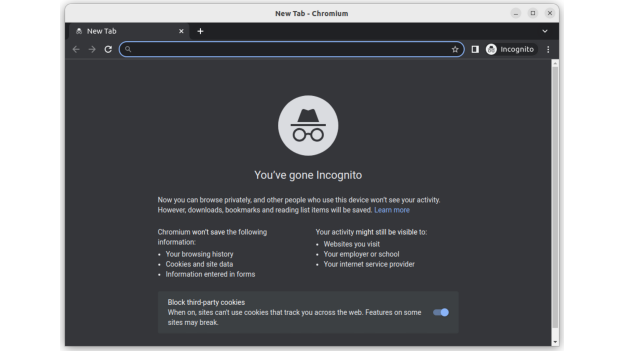 New Tab - Chromium
New Tab
Incognito
You've gone Incognito
Now you can browse privately, and other people who use this device won't see your activity.
However, downloads, bookmarks and reading list items will be saved. Learn more
Chromium won't save the following
information:
• Your browsing history
• Cookies and site data
• Information entered in forms
Your activity might still be visible to:
• Websites you visit
• Your employer or school
• Your internet service provider
Block third-party cookies
When on, sites can't use cookies that track you across the web. Features on some
sites may break.